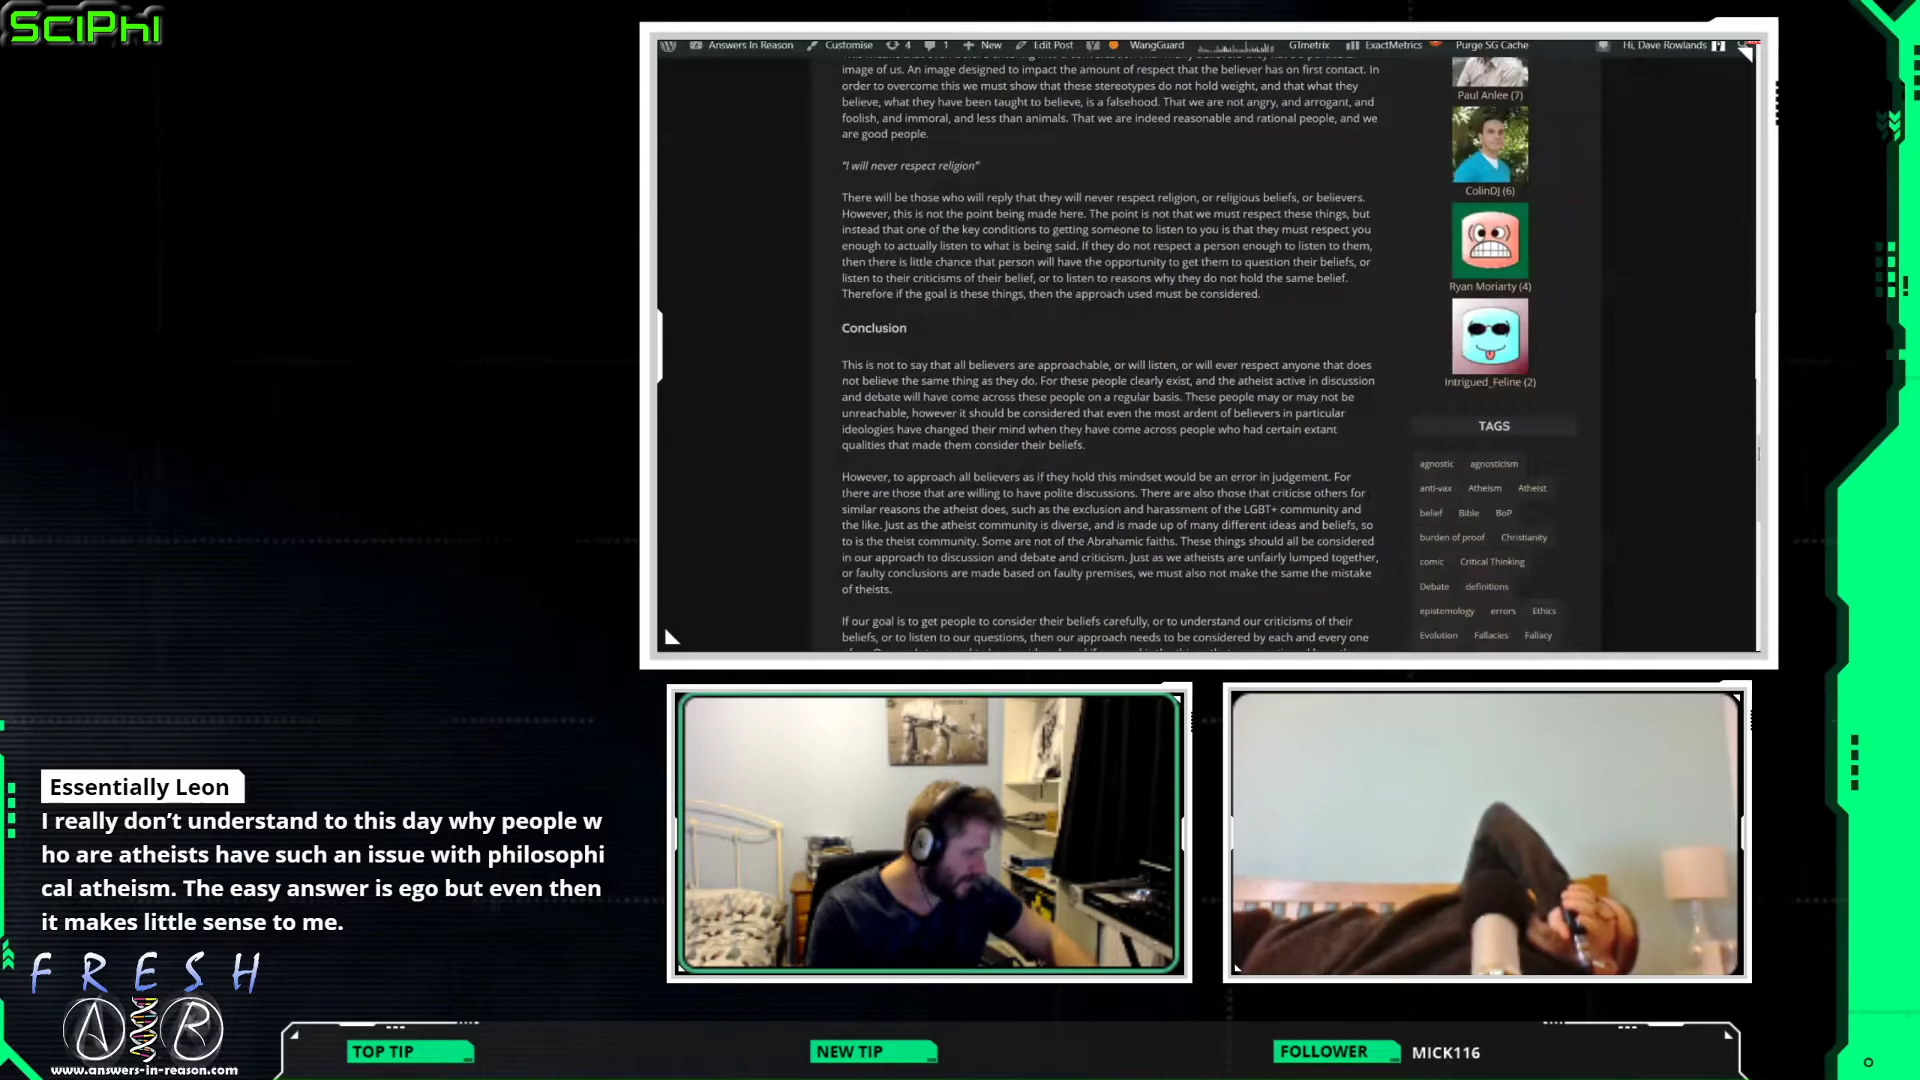 SCIPHI
Answers In Reason Customise 4 1 New Edit Post WangGuard GTmetrix ExactMetrics Purge SG Cache Hi, Dave Rowlands
image of us. An image designed to impact the amount of respect that the believer has on first contact. In
order to overcome this we must show that these stereotypes do not hold weight, and that what they
believe, what they have been taught to believe, is a falsehood. That we are not angry, and arrogant, and
foolish, and immoral, and less than animals. That we are indeed reasonable and rational people, and we
are good people.
“I will never respect religion”
There will be those who will reply that they will never respect religion, or religious beliefs, or believers.
However, this is not the point being made here. The point is not that we must respect these things, but
instead that one of the key conditions to getting someone to listen to you is that they must respect you
enough to actually listen to what is being said. If they do not respect a person enough to listen to them,
then there is little chance that person will have the opportunity to get them to question their beliefs, or
listen to their criticisms of their belief, or to listen to reasons why they do not hold the same belief.
Therefore if the goal is these things, then the approach used must be considered.
Conclusion
This is not to say that all believers are approachable, or will listen, or will ever respect anyone that does
not believe the same thing as they do. For these people clearly exist, and the atheist active in discussion
and debate will have come across these people on a regular basis. These people may or may not be
unreachable, however it should be considered that even the most ardent of believers in particular
ideologies have changed their mind when they have come across people who had certain extant
qualities that made them consider their beliefs.
However, to approach all believers as if they hold this mindset would be an error in judgement. For
there are those that are willing to have polite discussions. There are also those that criticise others for
similar reasons the atheist does, such as the exclusion and harassment of the LGBT+ community and
the like. Just as the atheist community is diverse, and is made up of many different ideas and beliefs, so
to is the theist community. Some are not of the Abrahamic faiths. These things should all be considered
in our approach to discussion and debate and criticism. Just as we atheists are unfairly lumped together,
or faulty conclusions are made based on faulty premises, we must also not make the same the mistake
of theists.
If our goal is to get people to consider their beliefs carefully, or to understand our criticisms of their
beliefs, or to listen to our questions, then our approach needs to be considered by each and every one
Paul Anlee (7)
ColinDJ (6)
Ryan Moriarty (4)
Intrigued_Feline (2)
TAGS
agnostic agnosticism
anti-vax Atheism Atheist
belief Bible BoP
burden of proof Christianity
comic Critical Thinking
Debate definitions
epistemology errors Ethics
Evolution Fallacies Fallacy
Essentially Leon
I really don’t understand to this day why people w
ho are atheists have such an issue with philosophi
cal atheism. The easy answer is ego but even then
it makes little sense to me.
FRESH
A R
www.answers-in-reason.com
TOP TIP
NEW TIP
FOLLOWER MICK116